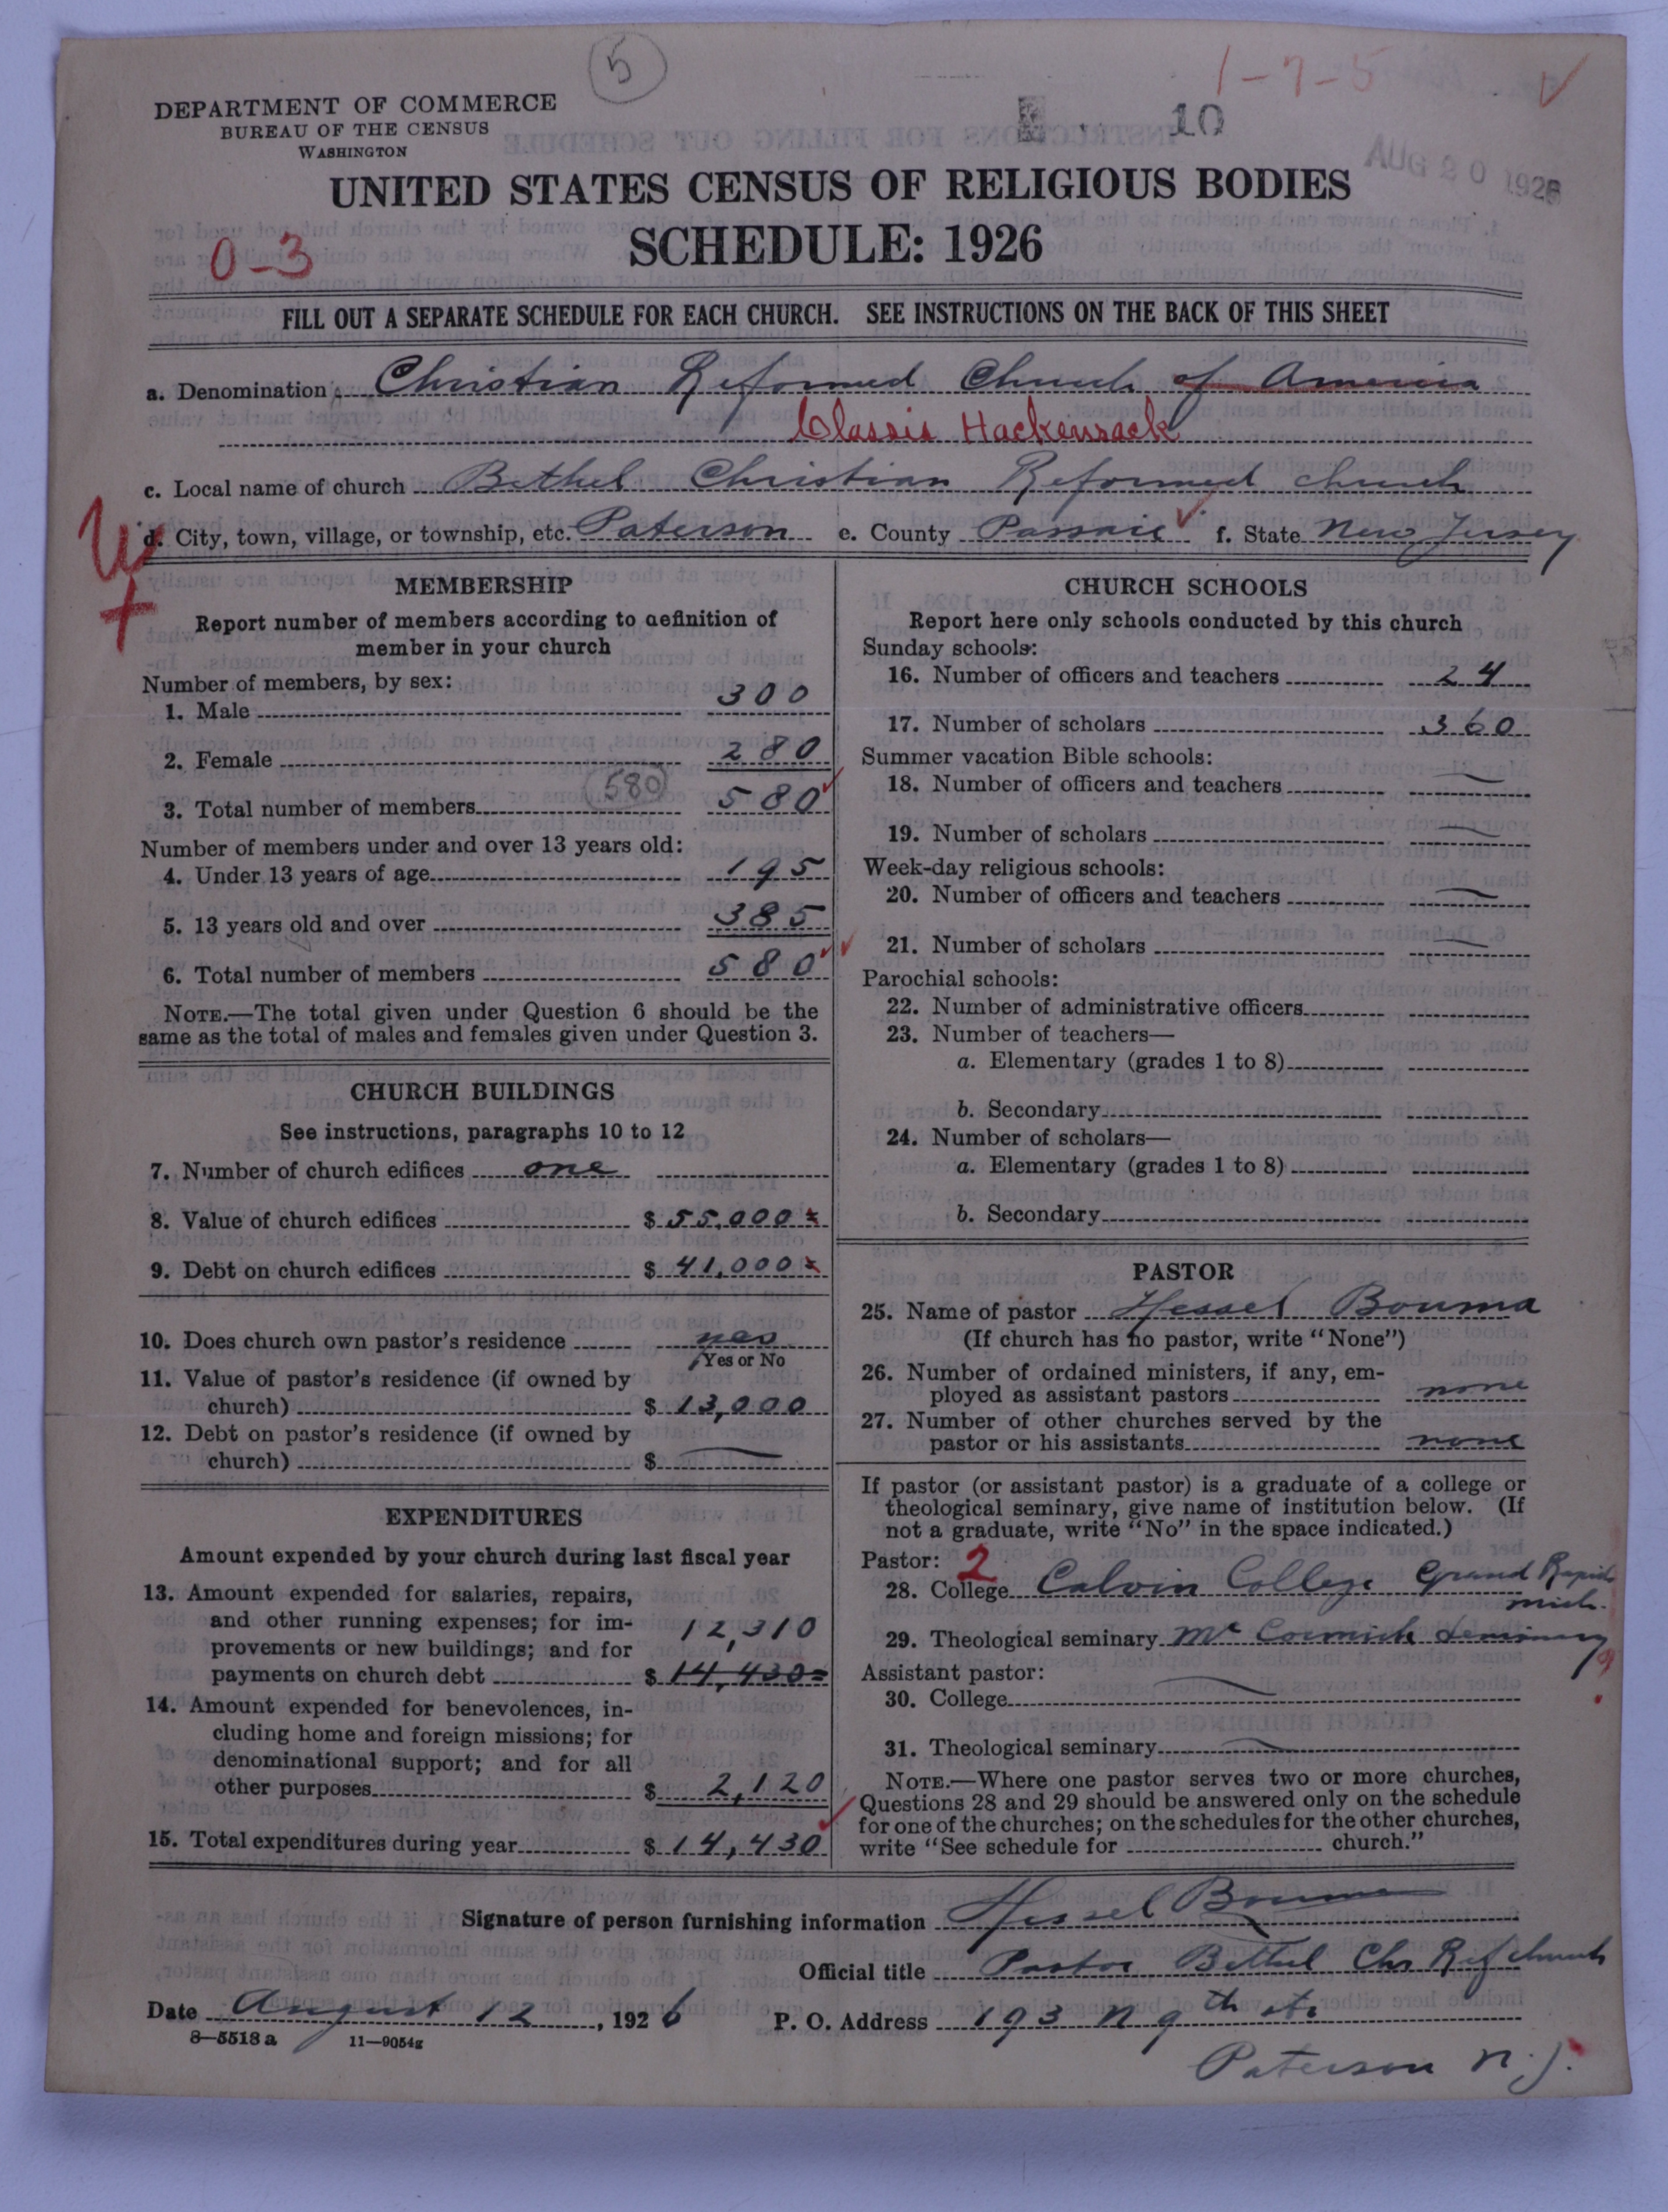 5
1-7-5
DEPARTMENT OF COMMERCE
BUREAU OF THE CENSUS
WASHINGTON
10
AUG 20 1926
UNITED STATES CENSUS OF RELIGIOUS BODIES
SCHEDULE: 1926
0-3
FILL OUT A SEPARATE SCHEDULE FOR EACH CHURCH. SEE INSTRUCTIONS ON THE BACK OF THIS SHEET
a. Denomination: Christian Reformed Church of America
Classis Hackensack
c. Local name of church Bethel Christian Reformed Church
d. City, town, village, or township, etc. Paterson e. County Passaic f. State New Jersey
MEMBERSHIP
Report number of members according to definition of
member in your church
Number of members, by sex:
1. Male 300
2. Female 280
580
3. Total number of members 580
Number of members under and over 13 years old:
4. Under 13 years of age 195
5. 13 years old and over 385
6. Total number of members 580
NOTE.—The total given under Question 6 should be the
same as the total of males and females given under Question 3.
CHURCH BUILDINGS
See instructions, paragraphs 10 to 12
7. Number of church edifices one
8. Value of church edifices $ 55,000
9. Debt on church edifices $ 41,000
10. Does church own pastor's residence yes
Yes or No
11. Value of pastor's residence (if owned by
church) $ 13,000
12. Debt on pastor's residence (if owned by
church) $ —
EXPENDITURES
Amount expended by your church during last fiscal year
13. Amount expended for salaries, repairs,
and other running expenses; for im-
provements or new buildings; and for 12,310
payments on church debt $ 14,430
14. Amount expended for benevolences, in-
cluding home and foreign missions; for
denominational support; and for all
other purposes $ 2,120
15. Total expenditures during year $ 14,430
CHURCH SCHOOLS
Report here only schools conducted by this church
Sunday schools:
16. Number of officers and teachers 24
17. Number of scholars 360
Summer vacation Bible schools:
18. Number of officers and teachers —
19. Number of scholars —
Week-day religious schools:
20. Number of officers and teachers —
21. Number of scholars —
Parochial schools:
22. Number of administrative officers
23. Number of teachers—
a. Elementary (grades 1 to 8)
b. Secondary
24. Number of scholars—
a. Elementary (grades 1 to 8)
b. Secondary
PASTOR
25. Name of pastor Hessel Bouma
(If church has no pastor, write "None")
26. Number of ordained ministers, if any, em-
ployed as assistant pastors none
27. Number of other churches served by the
pastor or his assistants none
If pastor (or assistant pastor) is a graduate of a college or
theological seminary, give name of institution below. (If
not a graduate, write "No" in the space indicated.)
Pastor: 2
28. College Calvin College Grand Rapids
Mich.
29. Theological seminary Mc Cormick Seminary
Assistant pastor:
30. College —
31. Theological seminary —
NOTE.—Where one pastor serves two or more churches,
Questions 28 and 29 should be answered only on the schedule
for one of the churches; on the schedules for the other churches,
write "See schedule for church."
Signature of person furnishing information Hessel Bouma
Official title Pastor Bethel Chr Ref church
Date August 12, 1926 P. O. Address 193 N 9th str
8—5518 a 11—9054g
Paterson N.J.